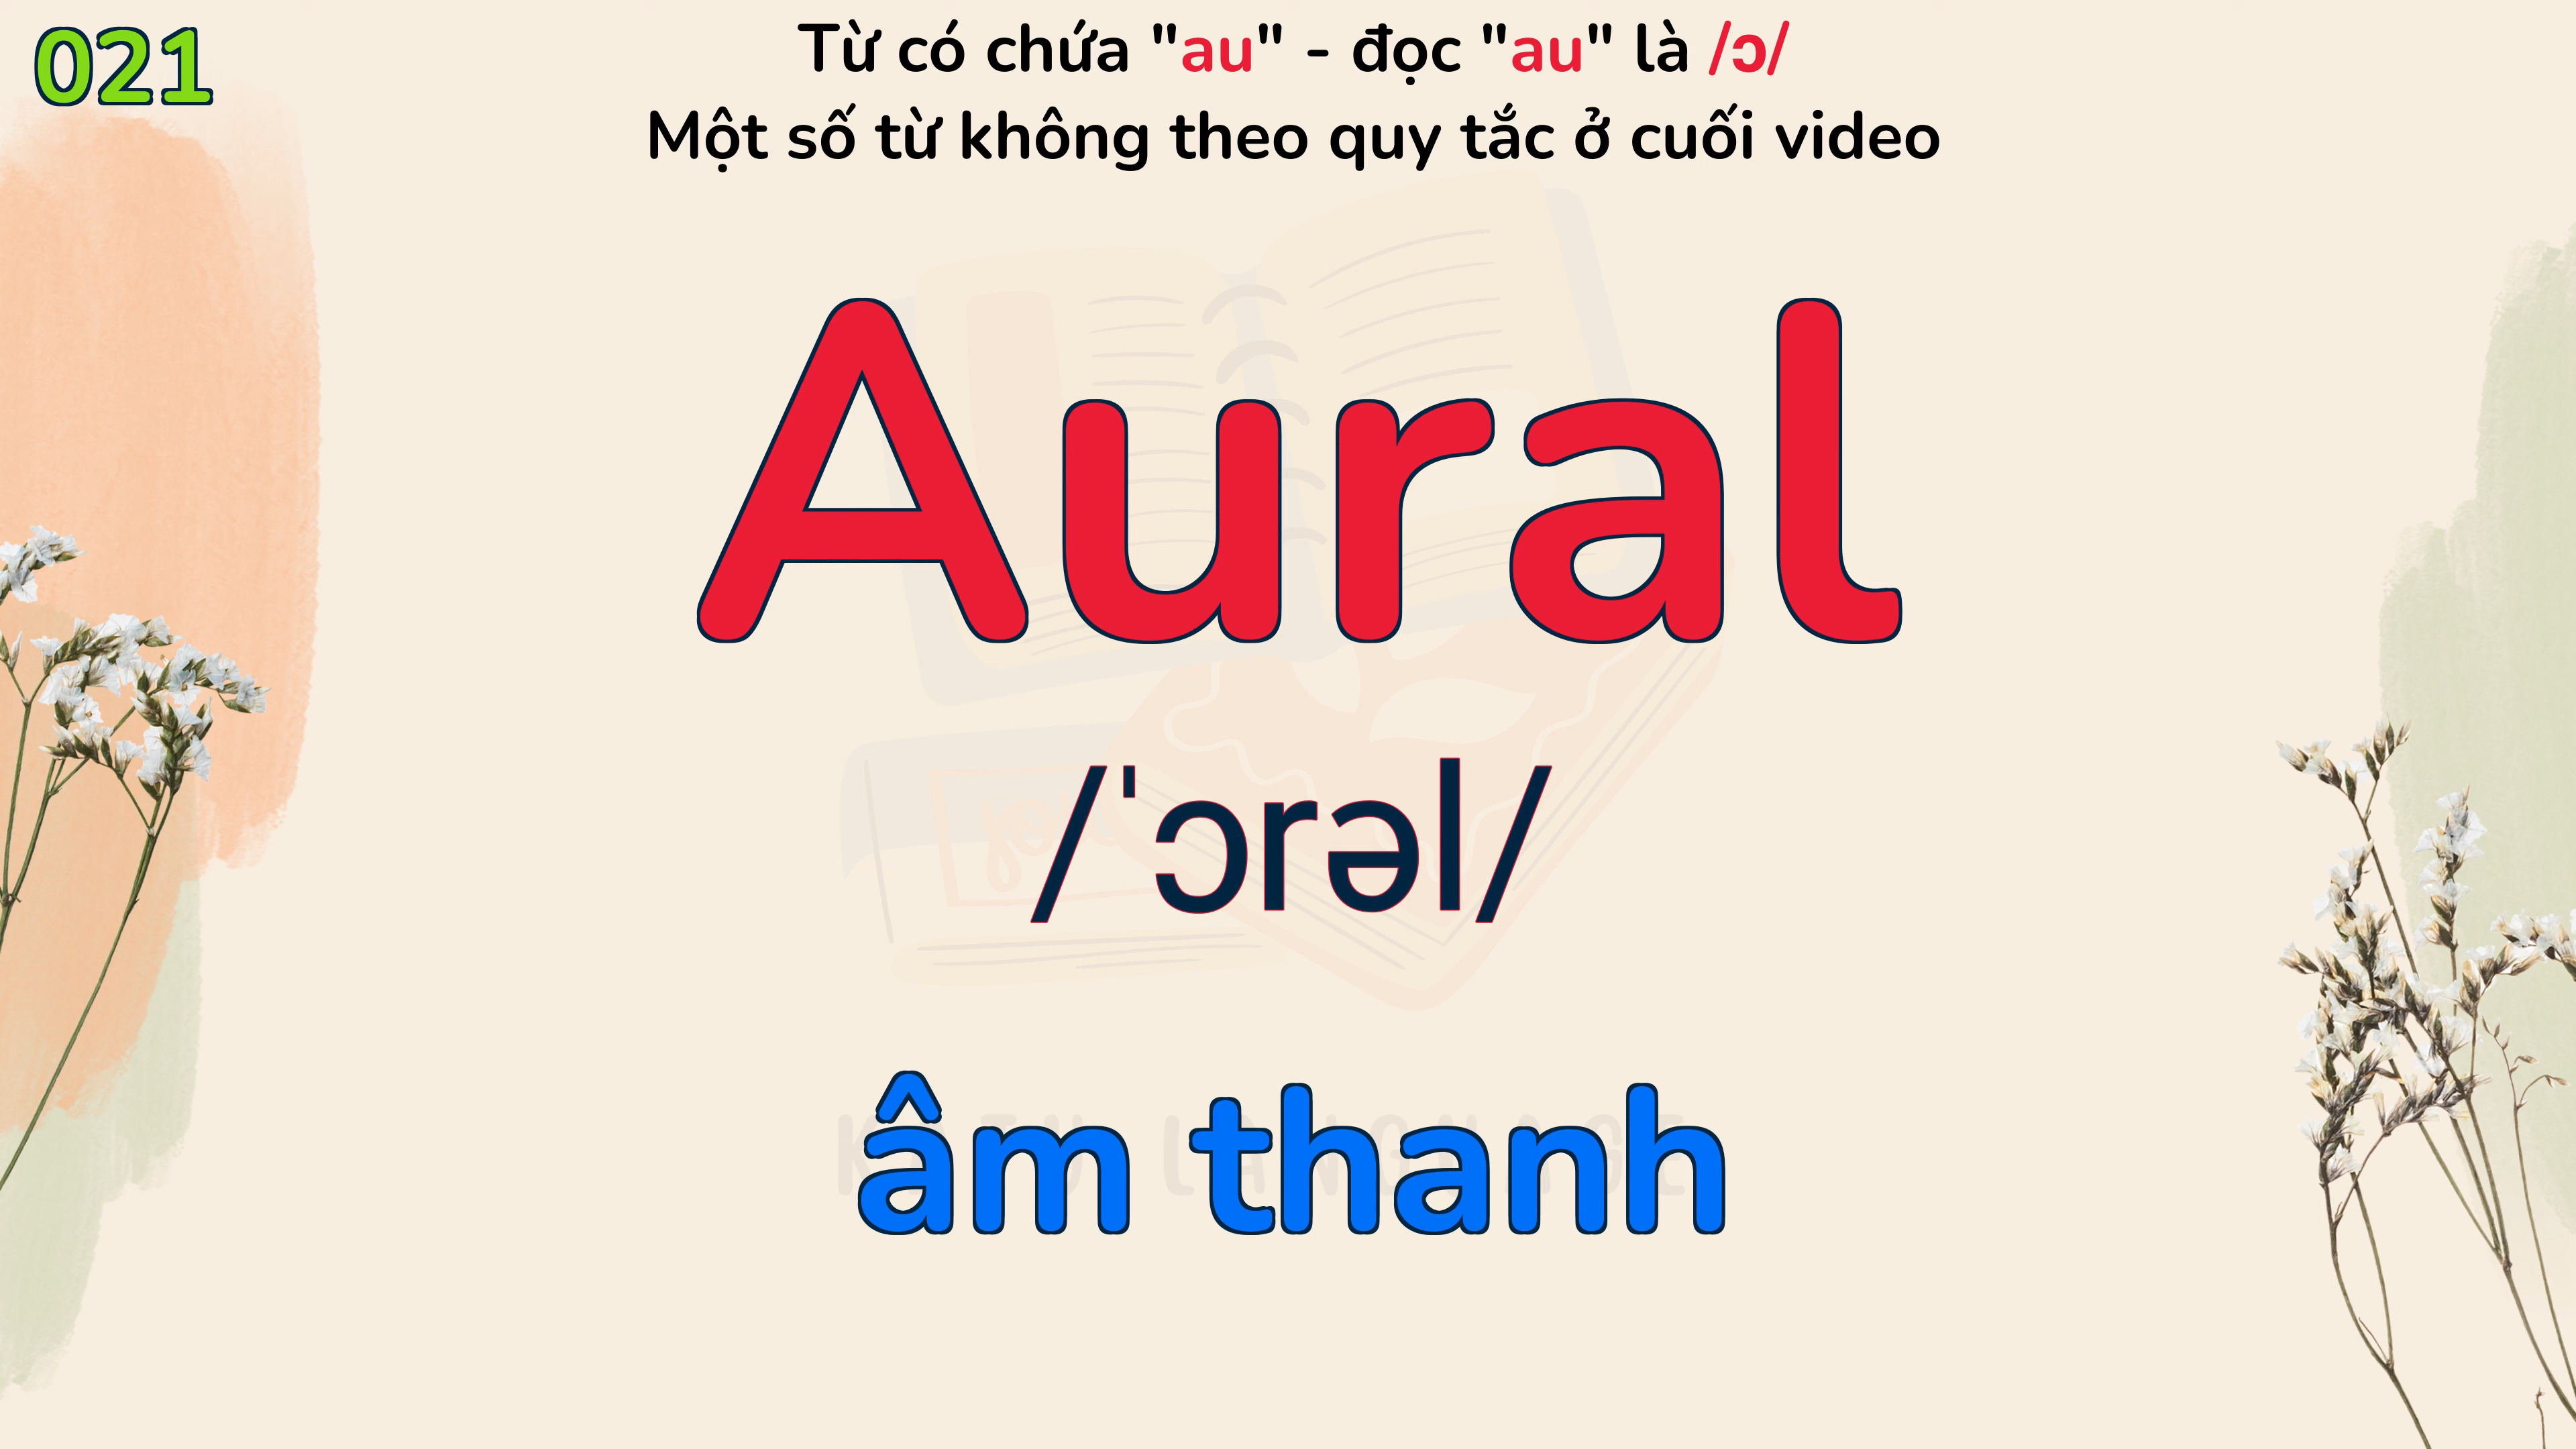 021
Từ có chứa "au" - đọc "au" là /ɔ/
Một số từ không theo quy tắc ở cuối video
Aural
/ˈɔrəl/
âm thanh